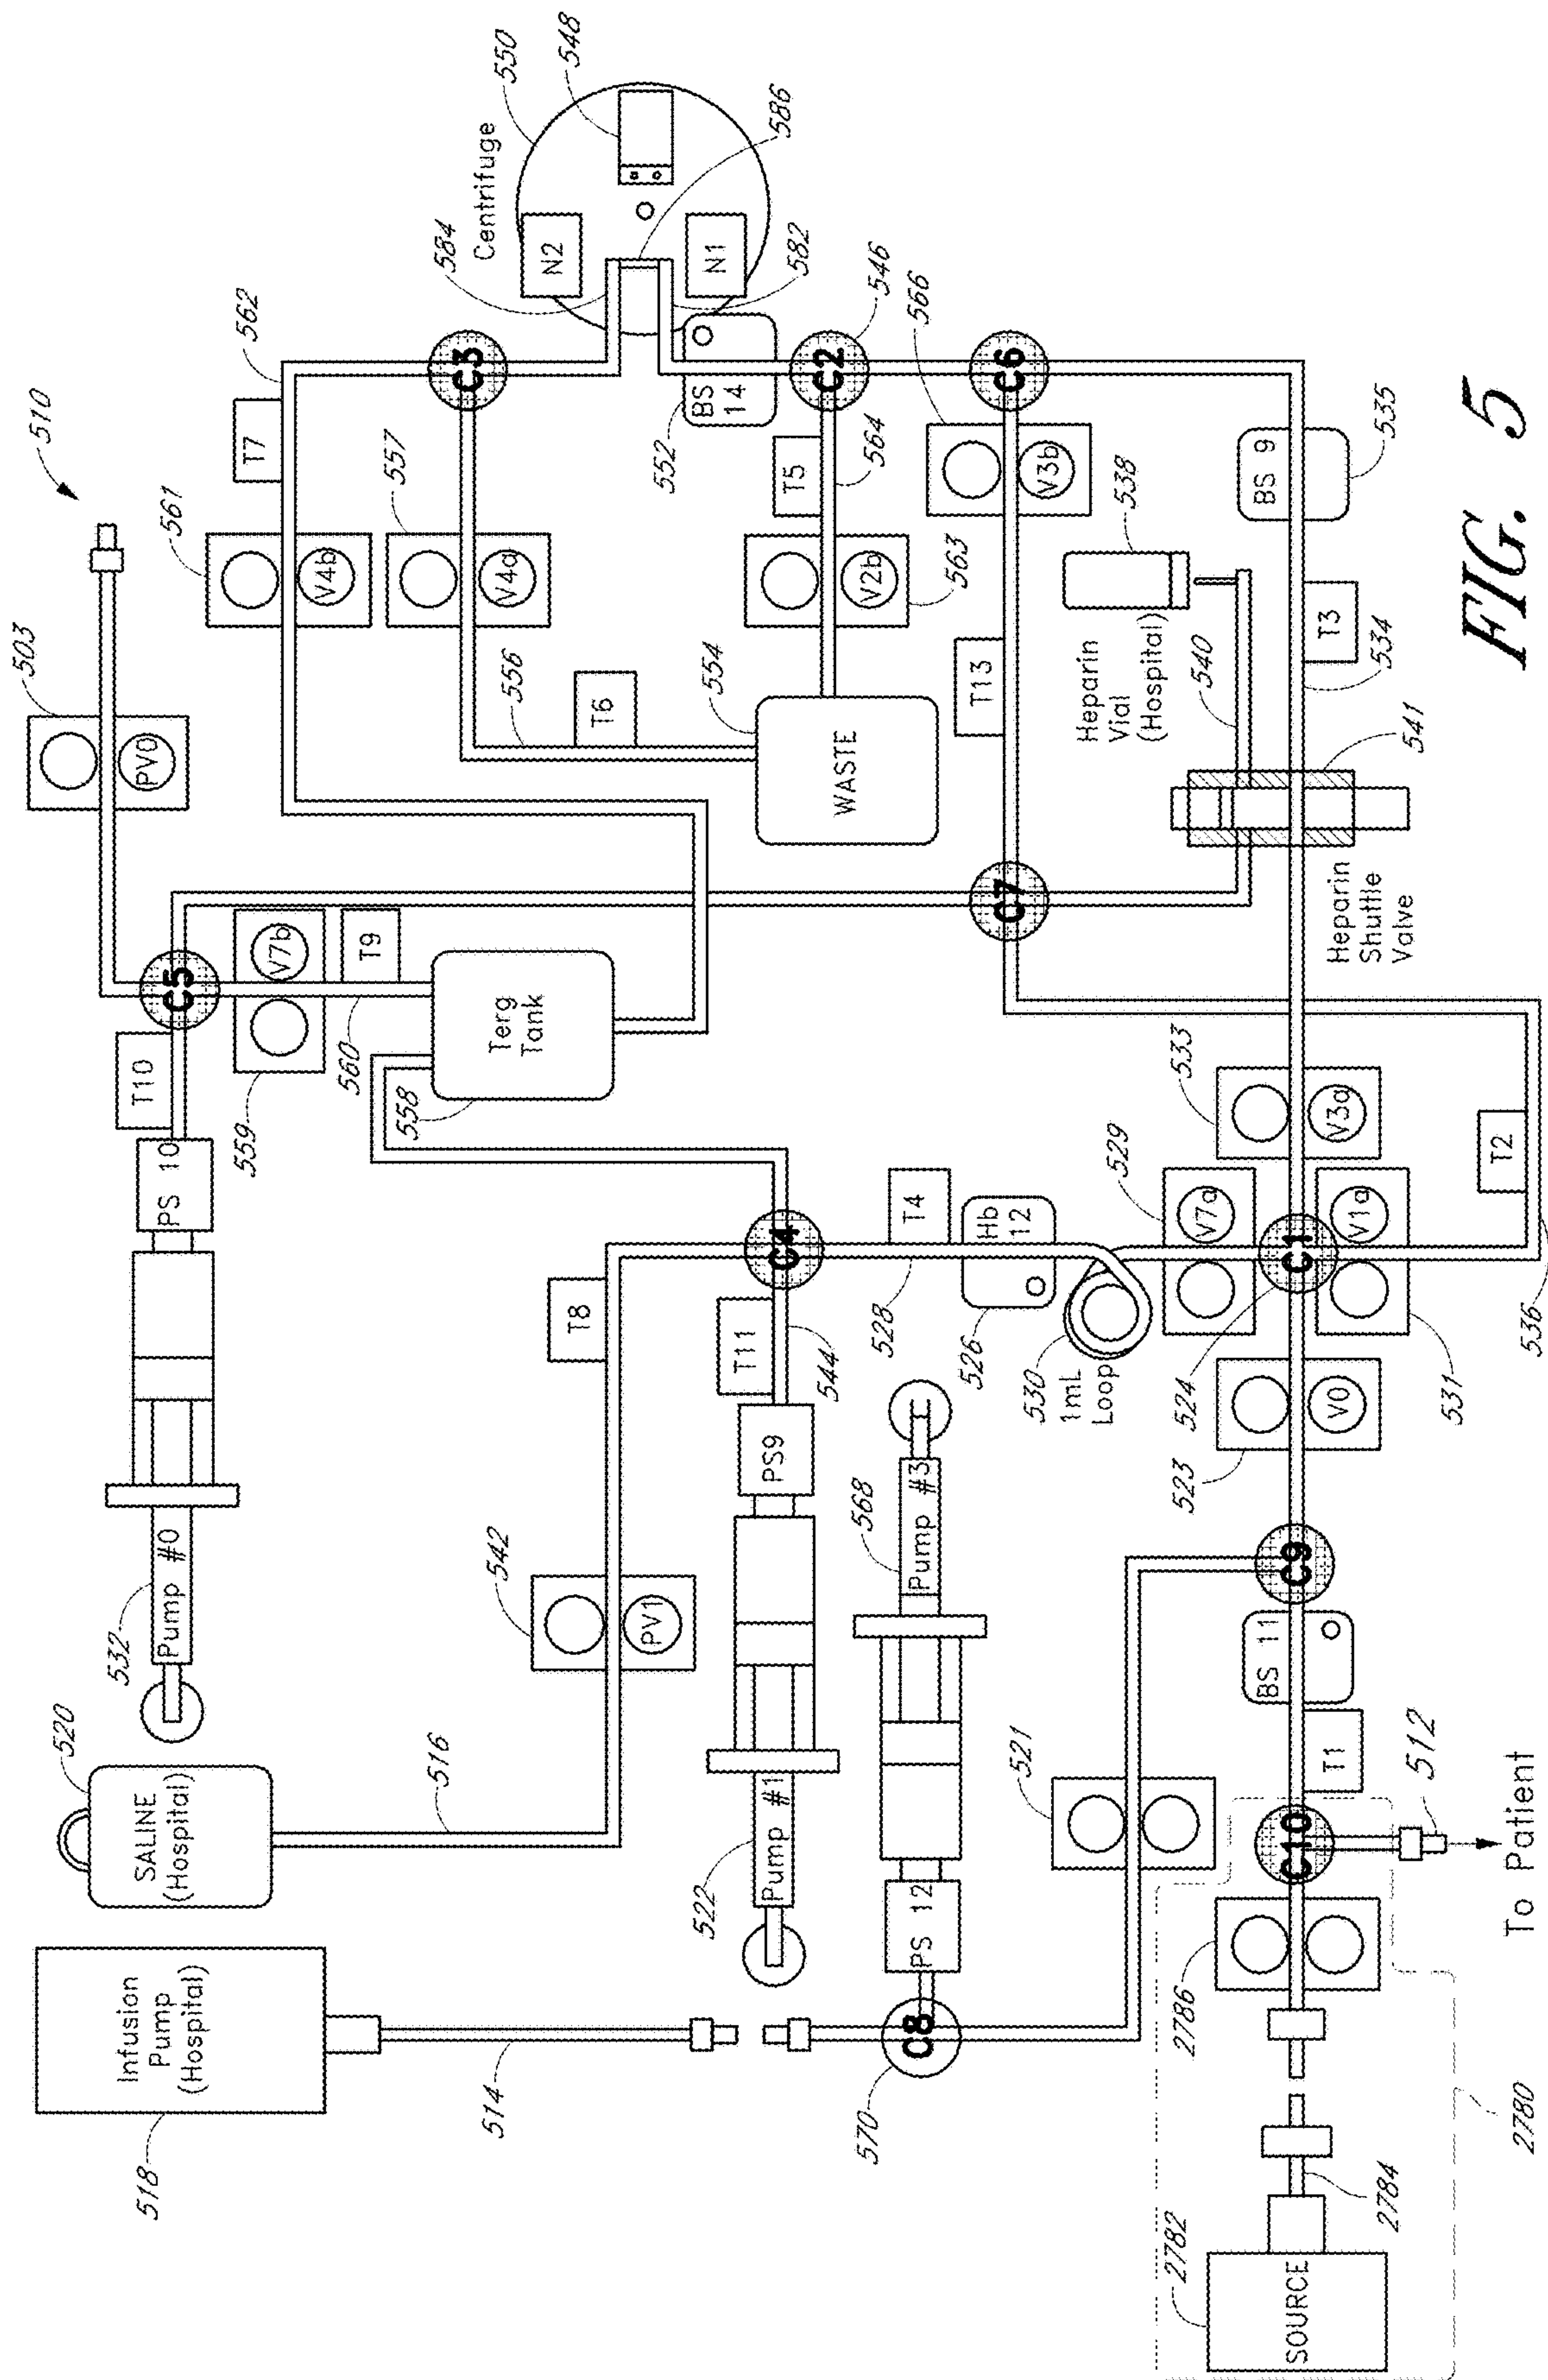 510
503
PV0
561
V4b
T7
562
557
V4a
556
T6
C3
584
Centrifuge
550
548
586
N2
N1
582
552
BS
14
C2
546
T5
564
V2b
563
554
WASTE
566
C6
V3b
T13
C7
538
Heparin
Vial
(Hospital)
540
BS 9
535
T3
534
541
Heparin
Shuttle
Valve
532
Pump #0
PS 10
T10
C5
559
V7b
T9
560
Terg
Tank
558
520
SALINE
(Hospital)
516
542
PV1
T8
522
Pump #1
PS9
T11
544
C4
528
T4
Hb
12
526
530
1mL
Loop
529
V7a
533
V3a
C1
524
V1a
531
T2
536
523
V0
C9
568
Pump #3
PS 12
C8
570
521
BS 11
T1
C10
512
To Patient
518
Infusion
Pump
(Hospital)
514
2786
2780
2784
2782
SOURCE
FIG. 5